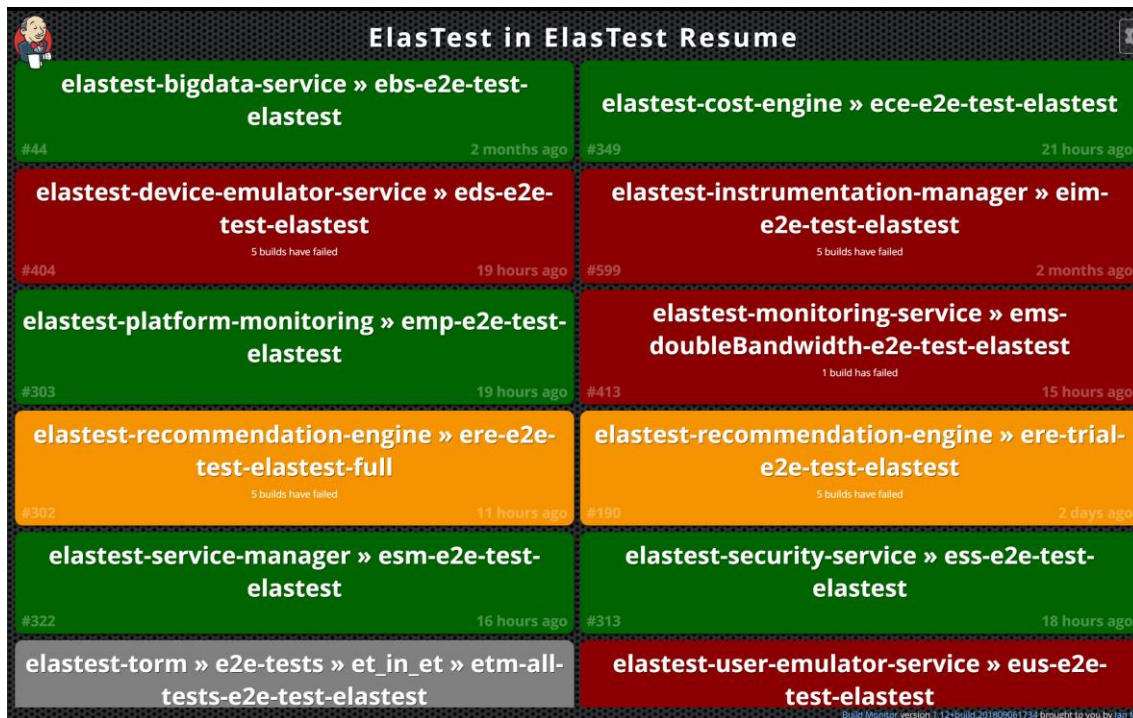 ElasTest in ElasTest Resume
elastest-bigdata-service » ebs-e2e-test-
elastest
#44
2 months ago
elastest-cost-engine » ece-e2e-test-elastest
#349
21 hours ago
elastest-device-emulator-service » eds-e2e-
test-elastest
5 builds have failed
#404
19 hours ago
elastest-instrumentation-manager » eim-
e2e-test-elastest
5 builds have failed
#599
2 months ago
elastest-platform-monitoring » emp-e2e-test-
elastest
#303
19 hours ago
elastest-monitoring-service » ems-
doubleBandwidth-e2e-test-elastest
1 build has failed
#413
15 hours ago
elastest-recommendation-engine » ere-e2e-
test-elastest-full
5 builds have failed
#302
11 hours ago
elastest-recommendation-engine » ere-trial-
e2e-test-elastest
5 builds have failed
#190
2 days ago
elastest-service-manager » esm-e2e-test-
elastest
#322
16 hours ago
elastest-security-service » ess-e2e-test-
elastest
#313
18 hours ago
elastest-torm » e2e-tests » et_in_et » etm-all-
tests-e2e-test-elastest
elastest-user-emulator-service » eus-e2e-
test-elastest
Build Monitor version 1.12+build.201809061734 brought to you by